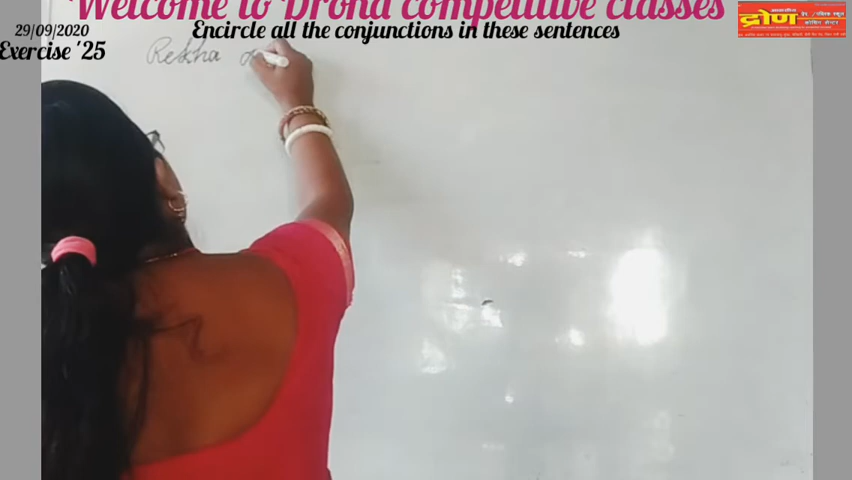 Welcome to Drona competitive classes
Encircle all the conjunctions in these sentences
29/09/2020
Exercise '25
द्रोण
Rekha